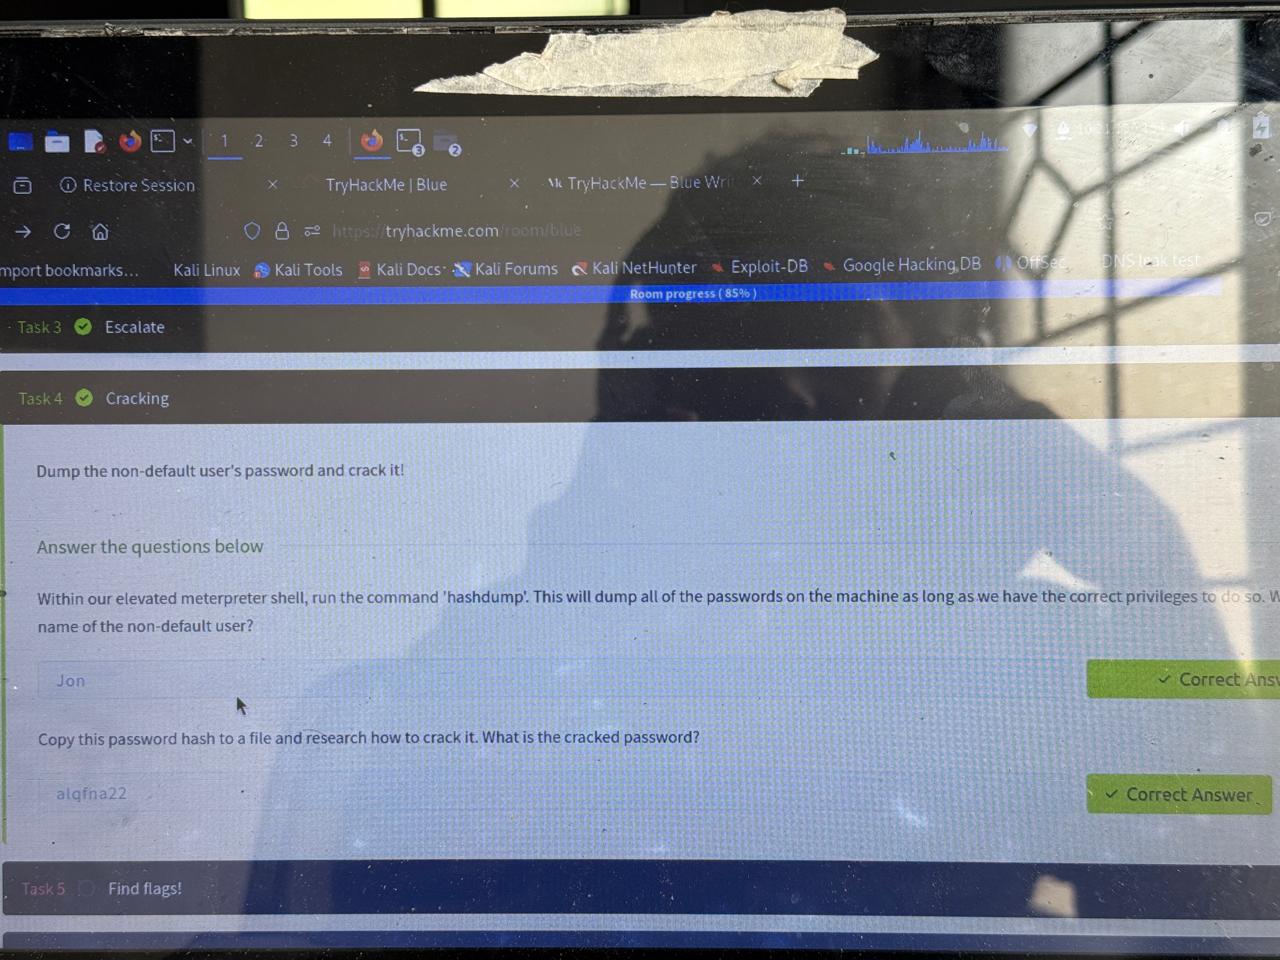 1 2 3 4 3 2
Restore Session × TryHackMe | Blue × TryHackMe — Blue Wri × +
https://tryhackme.com/room/blue
mport bookmarks... Kali Linux Kali Tools Kali Docs Kali Forums Kali NetHunter Exploit-DB Google Hacking DB OffSec DNS leak test
Room progress ( 85% )
Task 3 Escalate
Task 4 Cracking
Dump the non-default user's password and crack it!
Answer the questions below
Within our elevated meterpreter shell, run the command 'hashdump'. This will dump all of the passwords on the machine as long as we have the correct privileges to do so. W
name of the non-default user?
Jon
✓ Correct Answ
Copy this password hash to a file and research how to crack it. What is the cracked password?
alqfna22
✓ Correct Answer
Task 5 Find flags!